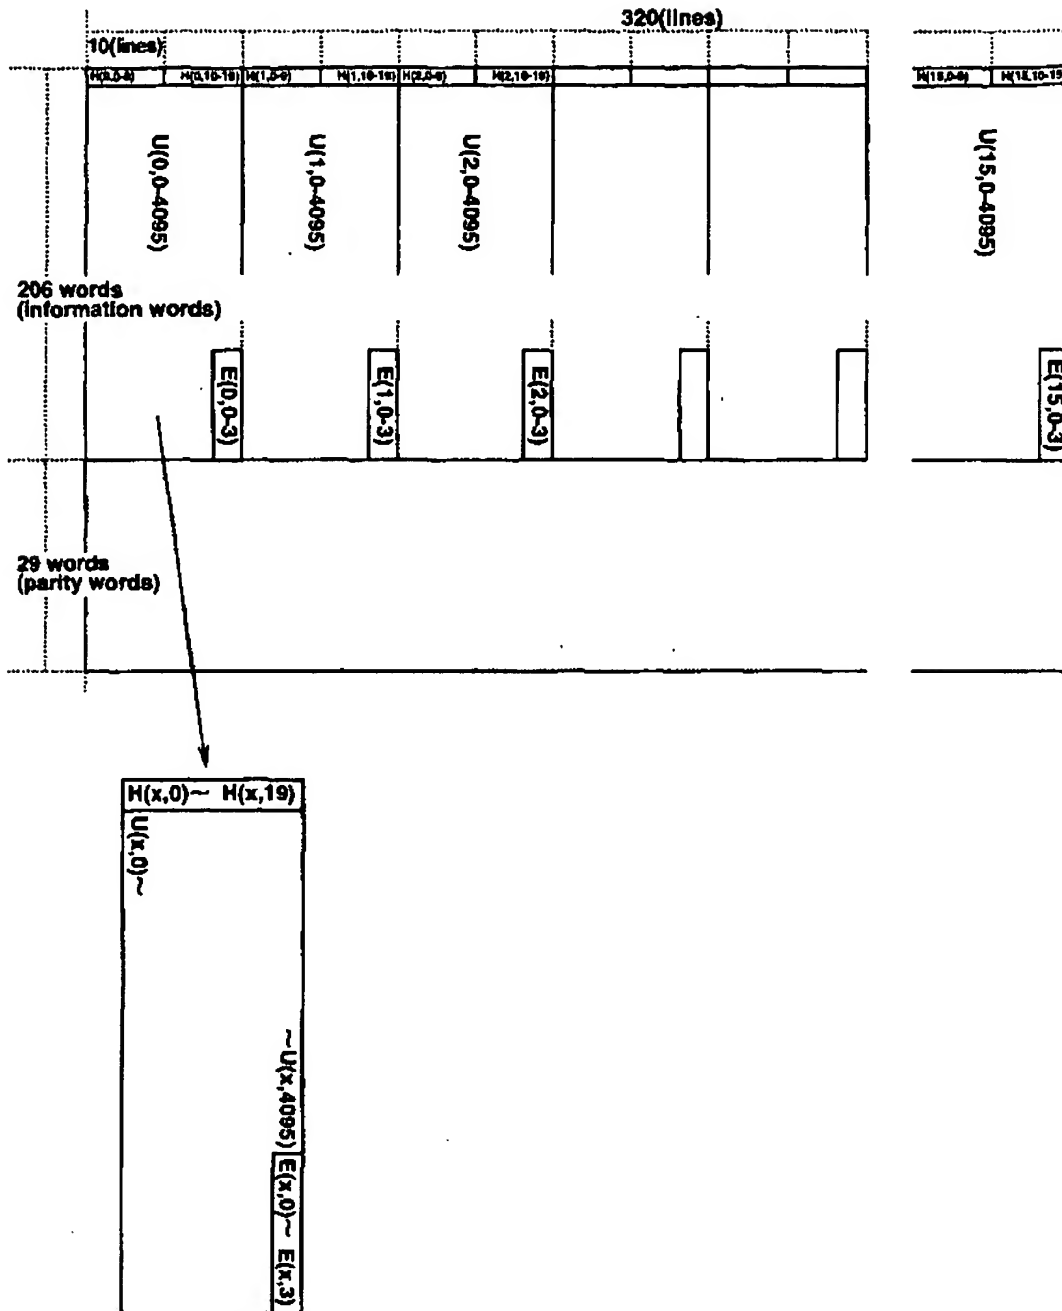 320(lines)
10(lines)
H(0,0-9) H(0,10-19) H(1,0-9) H(1,10-19) H(2,0-9) H(2,10-19) H(15,0-9) H(15,10-19
U(0,0-4095)
U(1,0-4095)
U(2,0-4095)
U(15,0-4095)
206 words
(information words)
E(0,0-3)
E(1,0-3)
E(2,0-3)
E(15,0-3)
29 words
(parity words)
H(x,0)~ H(x,19)
U(x,0)~
~U(x,4095)
E(x,0)~ E(x,3)